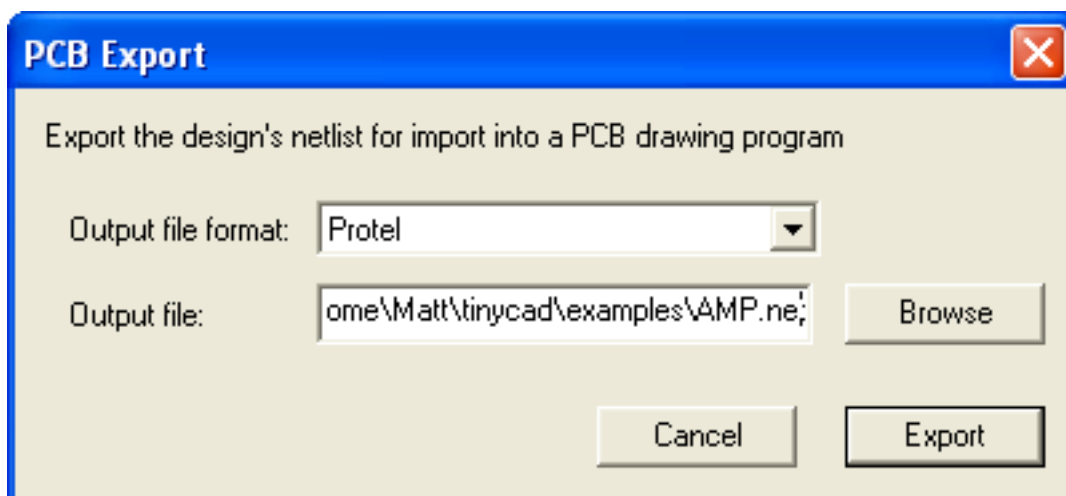 PCB Export
Export the design's netlist for import into a PCB drawing program
Output file format: Protel
Output file: ome\Matt\tinycad\examples\AMP.ne
Browse
Cancel Export